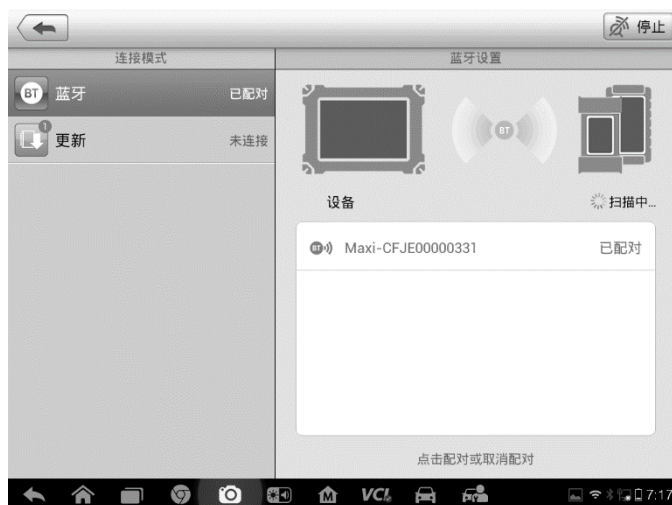 停止
连接模式
蓝牙设置
BT 蓝牙 已配对
1
更新 未连接
BT
设备
扫描中...
BT Maxi-CFJE00000331 已配对
点击配对或取消配对
M VCI 7:17